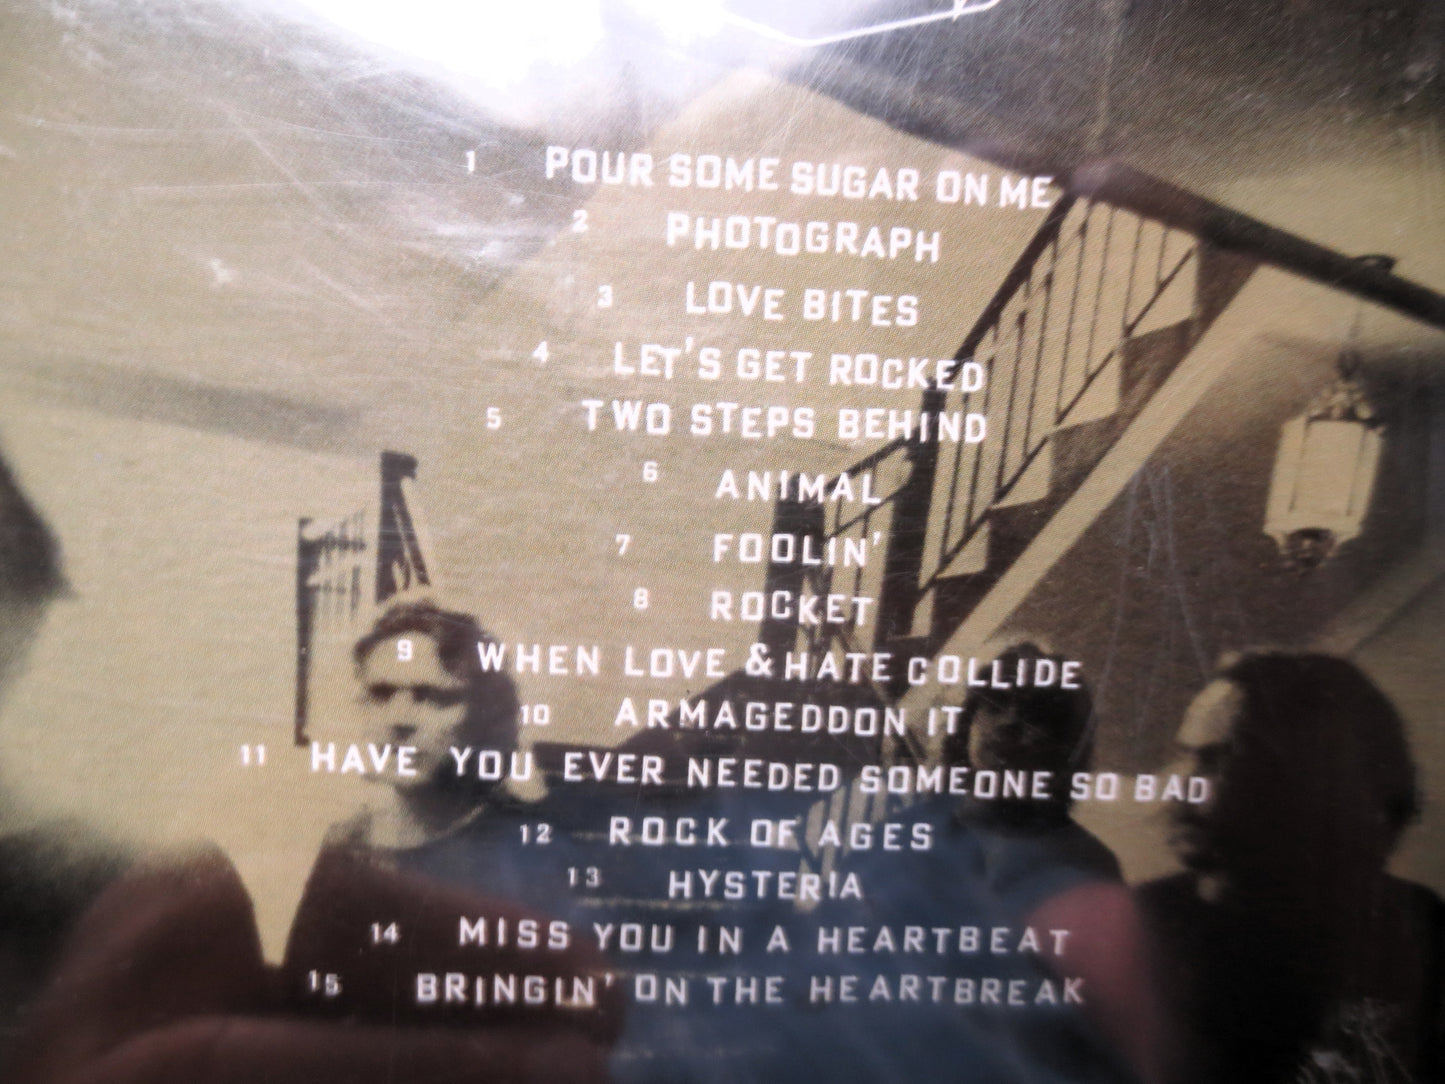 1 POUR SOME SUGAR ON ME
2 PHOTOGRAPH
3 LOVE BITES
4 LET'S GET ROCKED
5 TWO STEPS BEHIND
6 ANIMAL
7 FOOLIN'
8 ROCKET
9 WHEN LOVE & HATE COLLIDE
10 ARMAGEDDON IT
11 HAVE YOU EVER NEEDED SOMEONE SO BAD
12 ROCK OF AGES
13 HYSTERIA
14 MISS YOU IN A HEARTBEAT
15 BRINGIN' ON THE HEARTBREAK